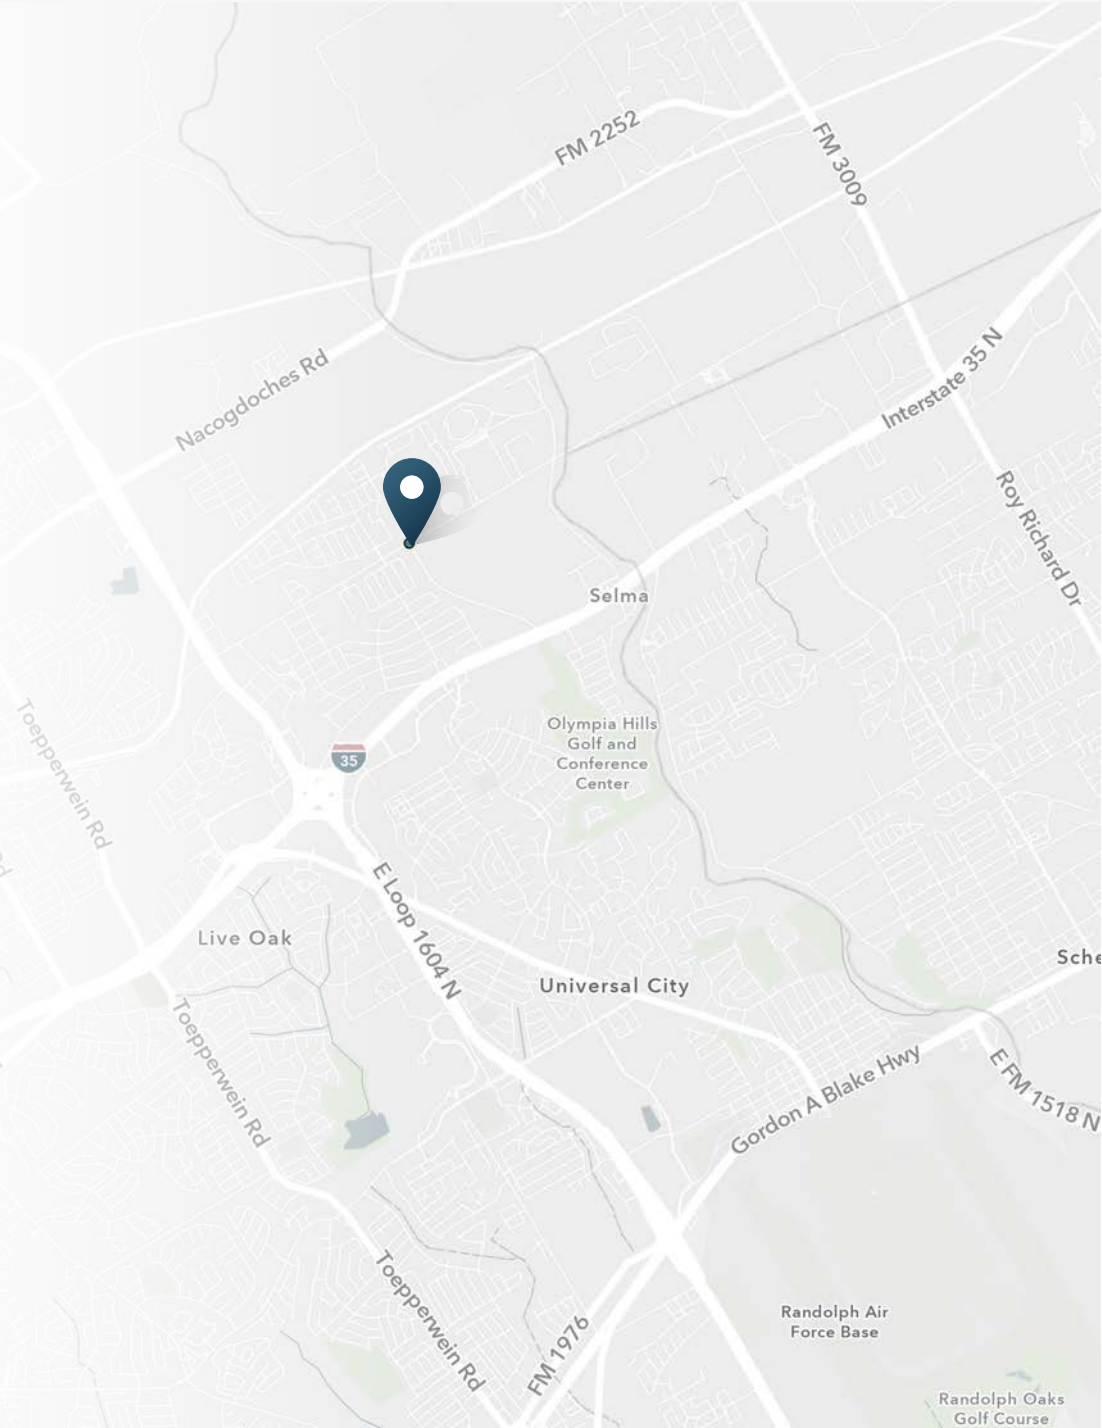 FM 2252
FM 3009
Nacogdoches Rd
Interstate 35 N
Roy Richard Dr
Selma
Toepperwein Rd
Olympia Hills
Golf and
Conference
Center
35
Rd
E Loop 1604 N
Live Oak
Sche
Universal City
Toepperwein Rd
Gordon A Blake Hwy
E FM 1518 N
Toepperwein Rd
FM 1976
Randolph Air
Force Base
Randolph Oaks
Golf Course